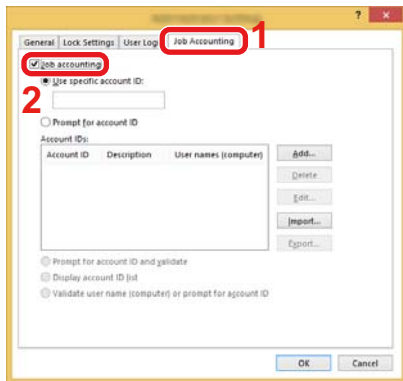 ? ×
General Lock Settings User Log Job Accounting 1
Job accounting
Use specific account ID:
2
Prompt for account ID
Account IDs:
Account ID Description User names (computer)
Add...
Delete
Edit...
Import...
Export...
Prompt for account ID and validate
Display account ID list
Validate user name (computer) or prompt for account ID
OK Cancel